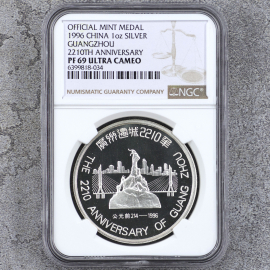 OFFICIAL MINT MEDAL
1996 CHINA 1oz SILVER
GUANGZHOU
2210TH ANNIVERSARY
PF 69 ULTRA CAMEO
6399818-034
NUMISMATIC GUARANTY COMPANY
NGC
廣州建城2210年
THE 2210 ANNIVERSARY OF GUANG ZHOU
公元前214—1996